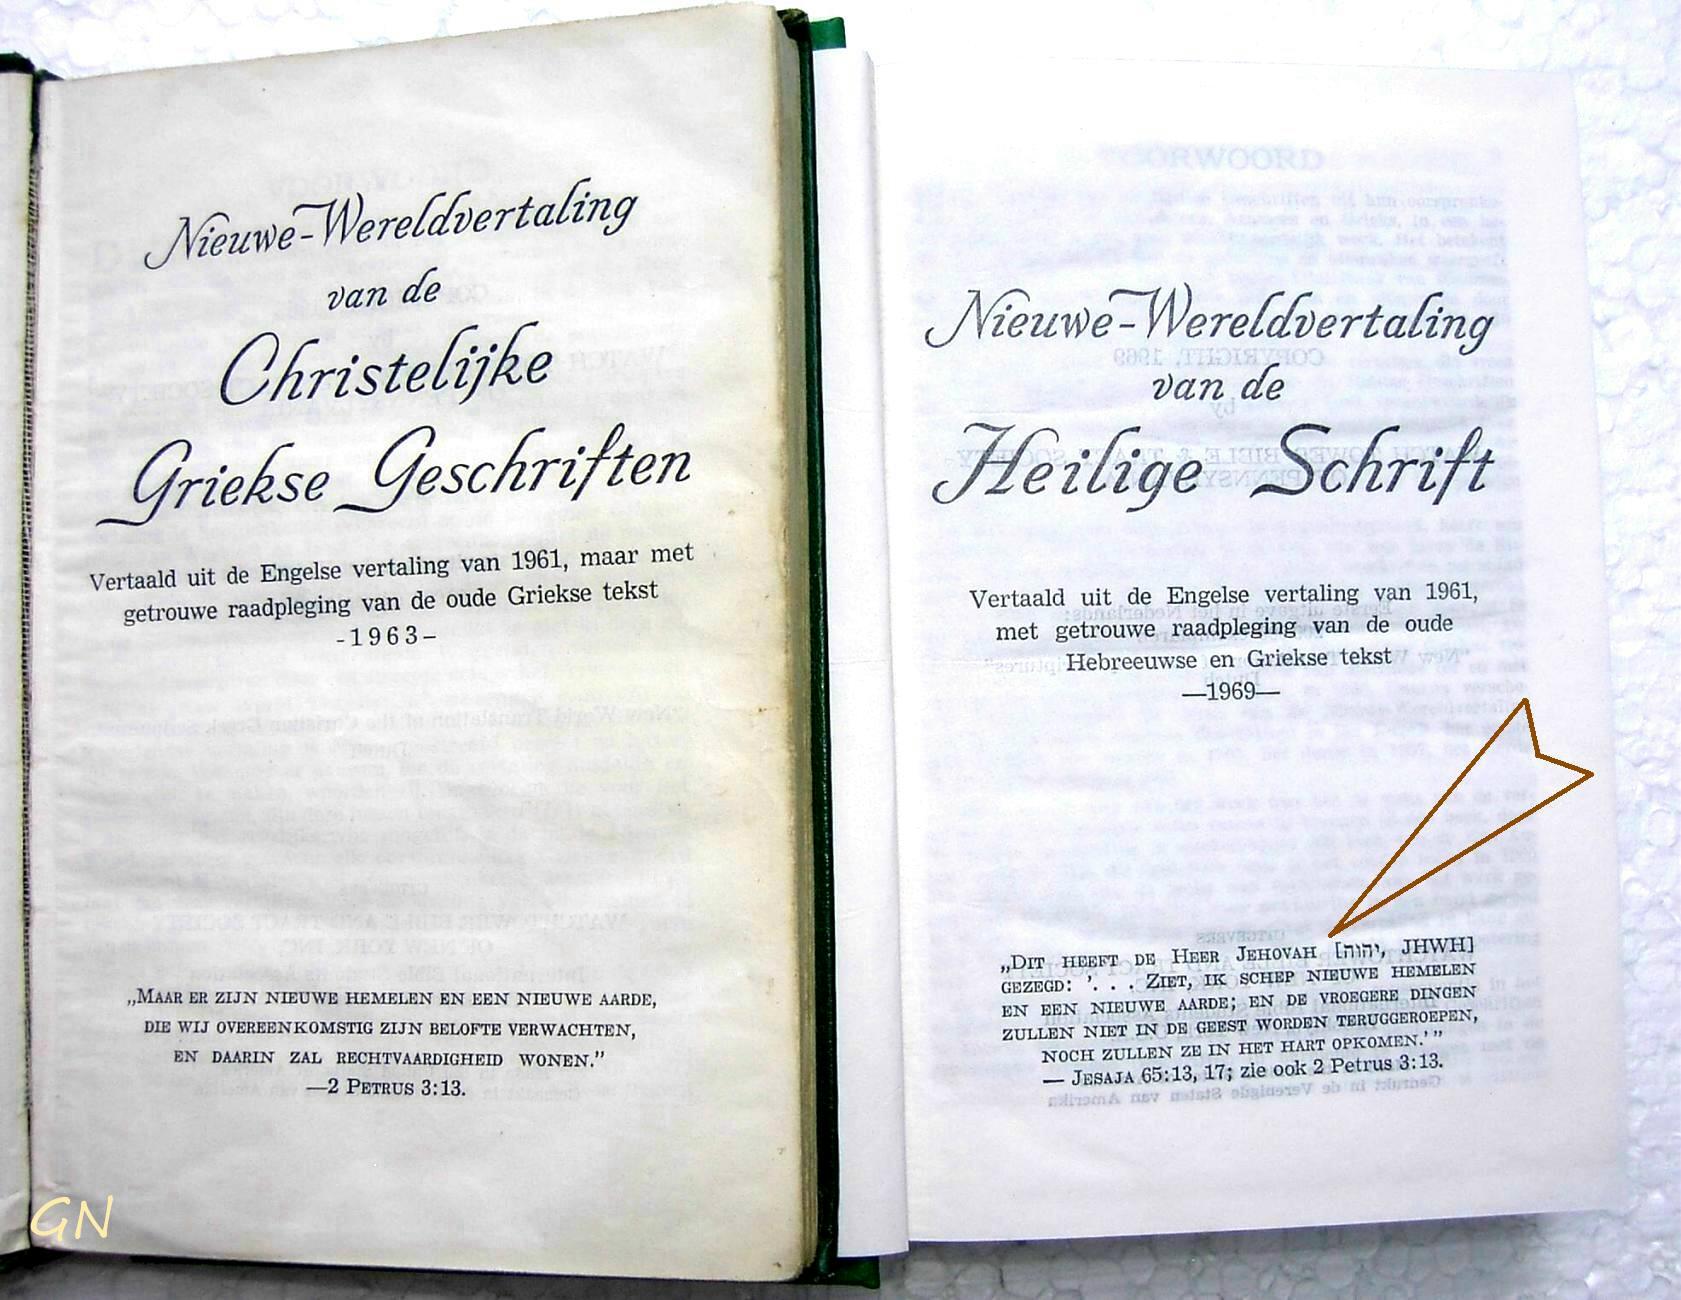 Nieuwe-Wereldvertaling
van de
Christelijke
Griekse Geschriften
Vertaald uit de Engelse vertaling van 1961, maar met
getrouwe raadpleging van de oude Griekse tekst
-1963-
„Maar er zijn nieuwe hemelen en een nieuwe aarde,
die wij overeenkomstig zijn belofte verwachten,
en daarin zal rechtvaardigheid wonen."
—2 Petrus 3:13.
GN
Nieuwe-Wereldvertaling
van de
Heilige Schrift
Vertaald uit de Engelse vertaling van 1961,
met getrouwe raadpleging van de oude
Hebreeuwse en Griekse tekst
—1969—
„Dit heeft de Heer Jehovah [יהוה, JHWH]
gezegd: '. . . Ziet, ik schep nieuwe hemelen
en een nieuwe aarde; en de vroegere dingen
zullen niet in de geest worden teruggeroepen,
noch zullen ze in het hart opkomen.' "
— Jesaja 65:13, 17; zie ook 2 Petrus 3:13.